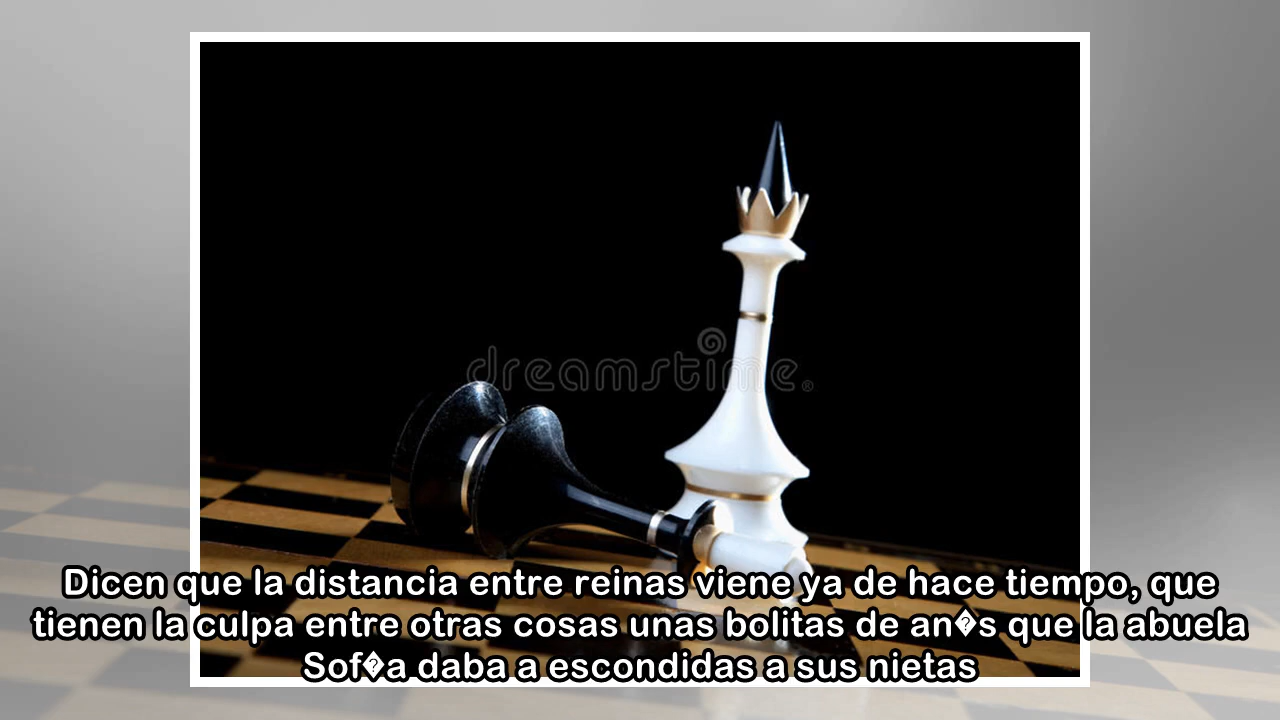 dreamstime®
Dicen que la distancia entre reinas viene ya de hace tiempo, que
tienen la culpa entre otras cosas unas bolitas de an�s que la abuela
Sof�a daba a escondidas a sus nietas